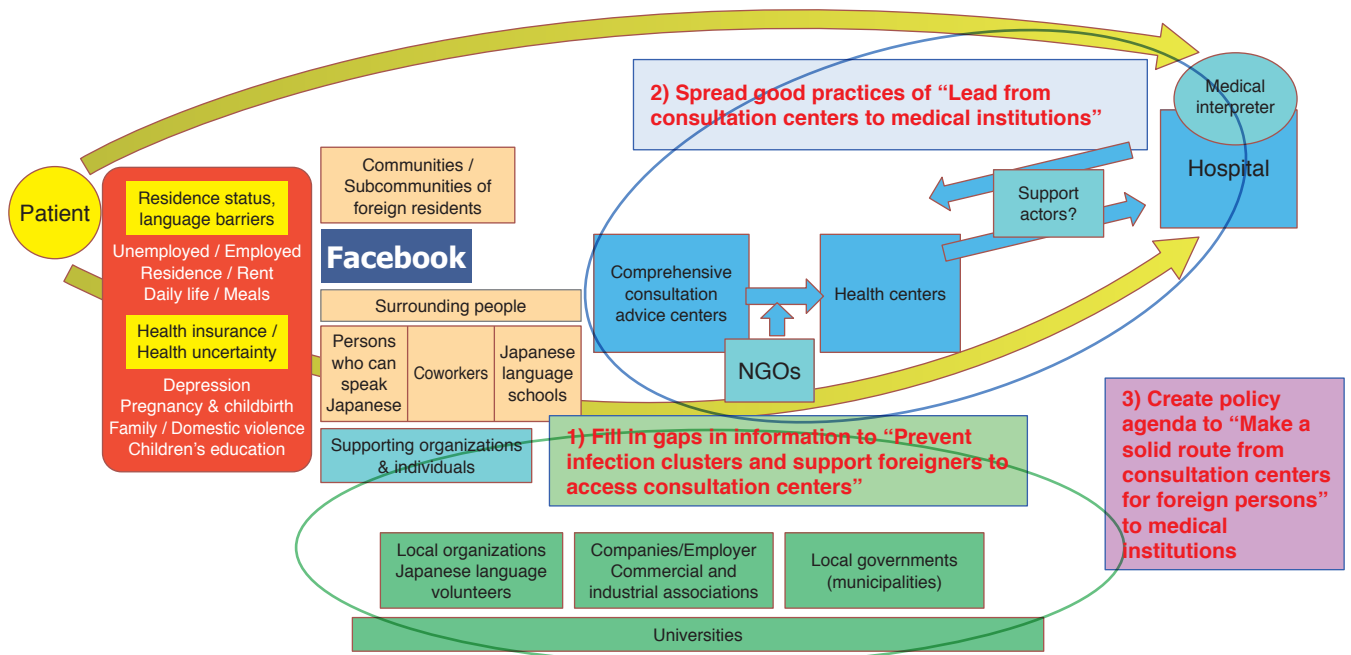 Patient
Residence status,
language barriers
Unemployed / Employed
Residence / Rent
Daily life / Meals
Health insurance /
Health uncertainty
Depression
Pregnancy & childbirth
Family / Domestic violence
Children’s education
Communities /
Subcommunities of
foreign residents
Facebook
Surrounding people
Persons
who can
speak
Japanese
Coworkers
Japanese
language
schools
Supporting organizations
& individuals
2) Spread good practices of “Lead from
consultation centers to medical institutions”
Medical
interpreter
Hospital
Support
actors?
Comprehensive
consultation
advice centers
Health centers
NGOs
1) Fill in gaps in information to “Prevent
infection clusters and support foreigners to
access consultation centers”
3) Create policy
agenda to “Make a
solid route from
consultation centers
for foreign persons”
to medical
institutions
Local organizations
Japanese language
volunteers
Companies/Employer
Commercial and
industrial associations
Local governments
(municipalities)
Universities